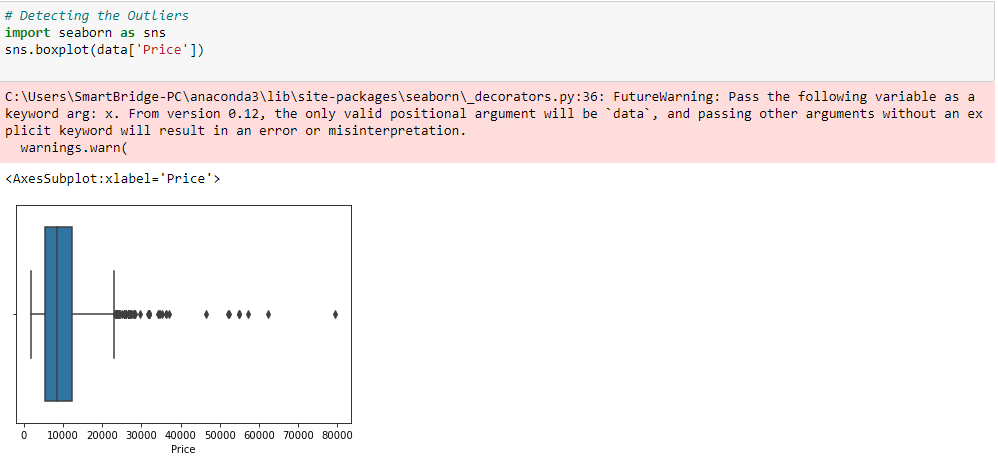 # Detecting the Outliers
import seaborn as sns
sns.boxplot(data['Price'])
C:\Users\SmartBridge-PC\anaconda3\lib\site-packages\seaborn\_decorators.py:36: FutureWarning: Pass the following variable as a
keyword arg: x. From version 0.12, the only valid positional argument will be `data`, and passing other arguments without an ex
plicit keyword will result in an error or misinterpretation.
  warnings.warn(
<AxesSubplot:xlabel='Price'>
0 10000 20000 30000 40000 50000 60000 70000 80000
Price